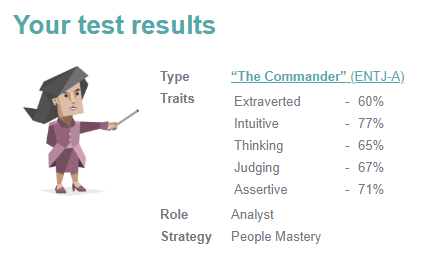 Your test results
Type “The Commander” (ENTJ-A)
Traits
Extraverted - 60%
Intuitive - 77%
Thinking - 65%
Judging - 67%
Assertive - 71%
Role Analyst
Strategy People Mastery